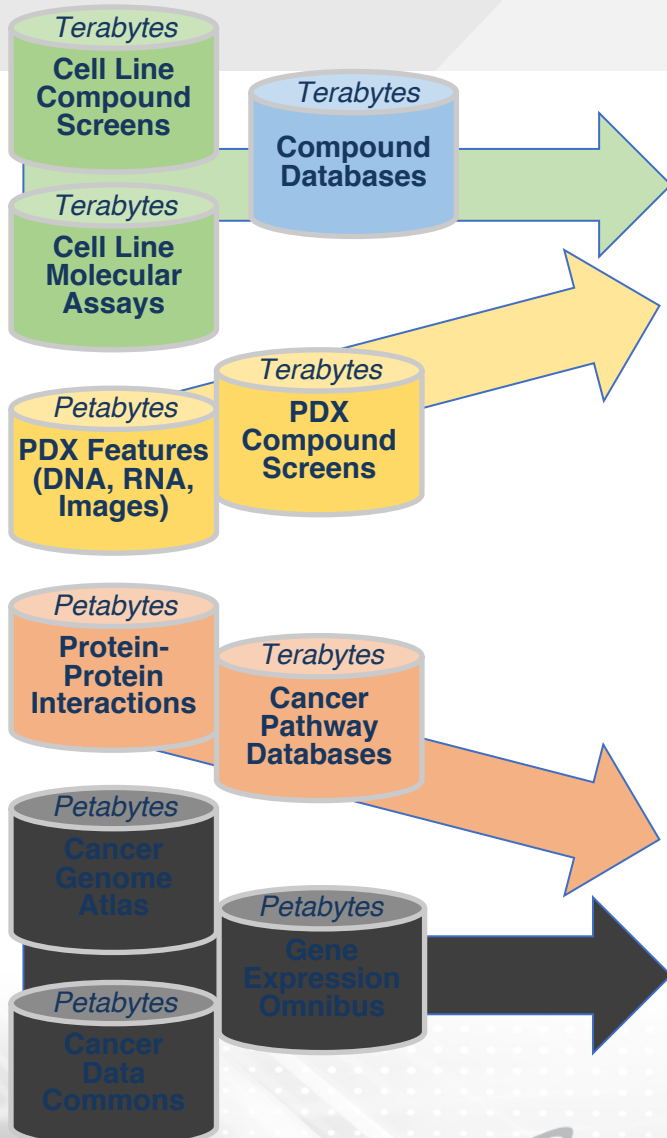 Terabytes
Cell Line
Compound
Screens
Terabytes
Compound
Databases
Terabytes
Cell Line
Molecular
Assays
Terabytes
PDX
Compound
Screens
Petabytes
PDX Features
(DNA, RNA,
Images)
Petabytes
Protein-
Protein
Interactions
Terabytes
Cancer
Pathway
Databases
Petabytes
Cancer
Genome
Atlas
Petabytes
Gene
Expression
Omnibus
Petabytes
Cancer
Data
Commons